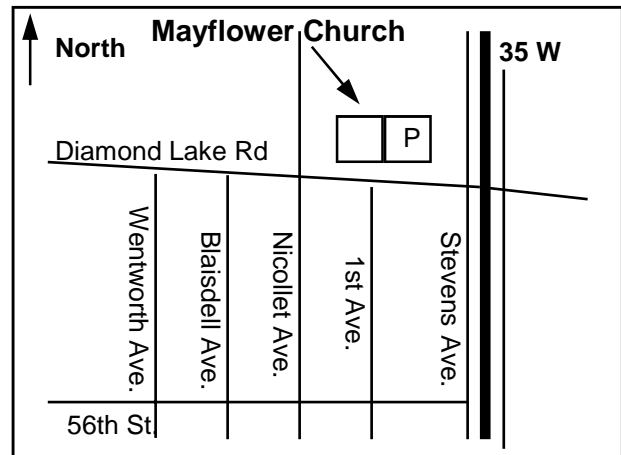 Mayflower Church
North
35 W
P
Diamond Lake Rd
Wentworth Ave.
Blaisdell Ave.
Nicollet Ave.
1st Ave.
Stevens Ave.
56th St.